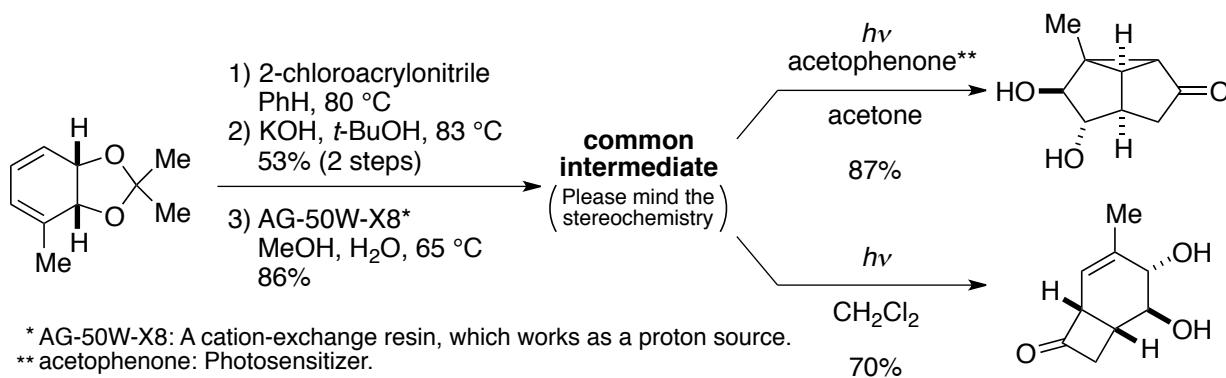 H
O
O
Me
Me
H
Me
1) 2-chloroacrylonitrile
PhH, 80 °C
2) KOH, t-BuOH, 83 °C
53% (2 steps)
3) AG-50W-X8*
MeOH, H2O, 65 °C
86%
common
intermediate
(Please mind the
stereochemistry)
hν
acetophenone**
acetone
87%
Me
H
HO
O
HO
H
hν
CH2Cl2
70%
Me
OH
H
OH
O
H
* AG-50W-X8: A cation-exchange resin, which works as a proton source.
** acetophenone: Photosensitizer.